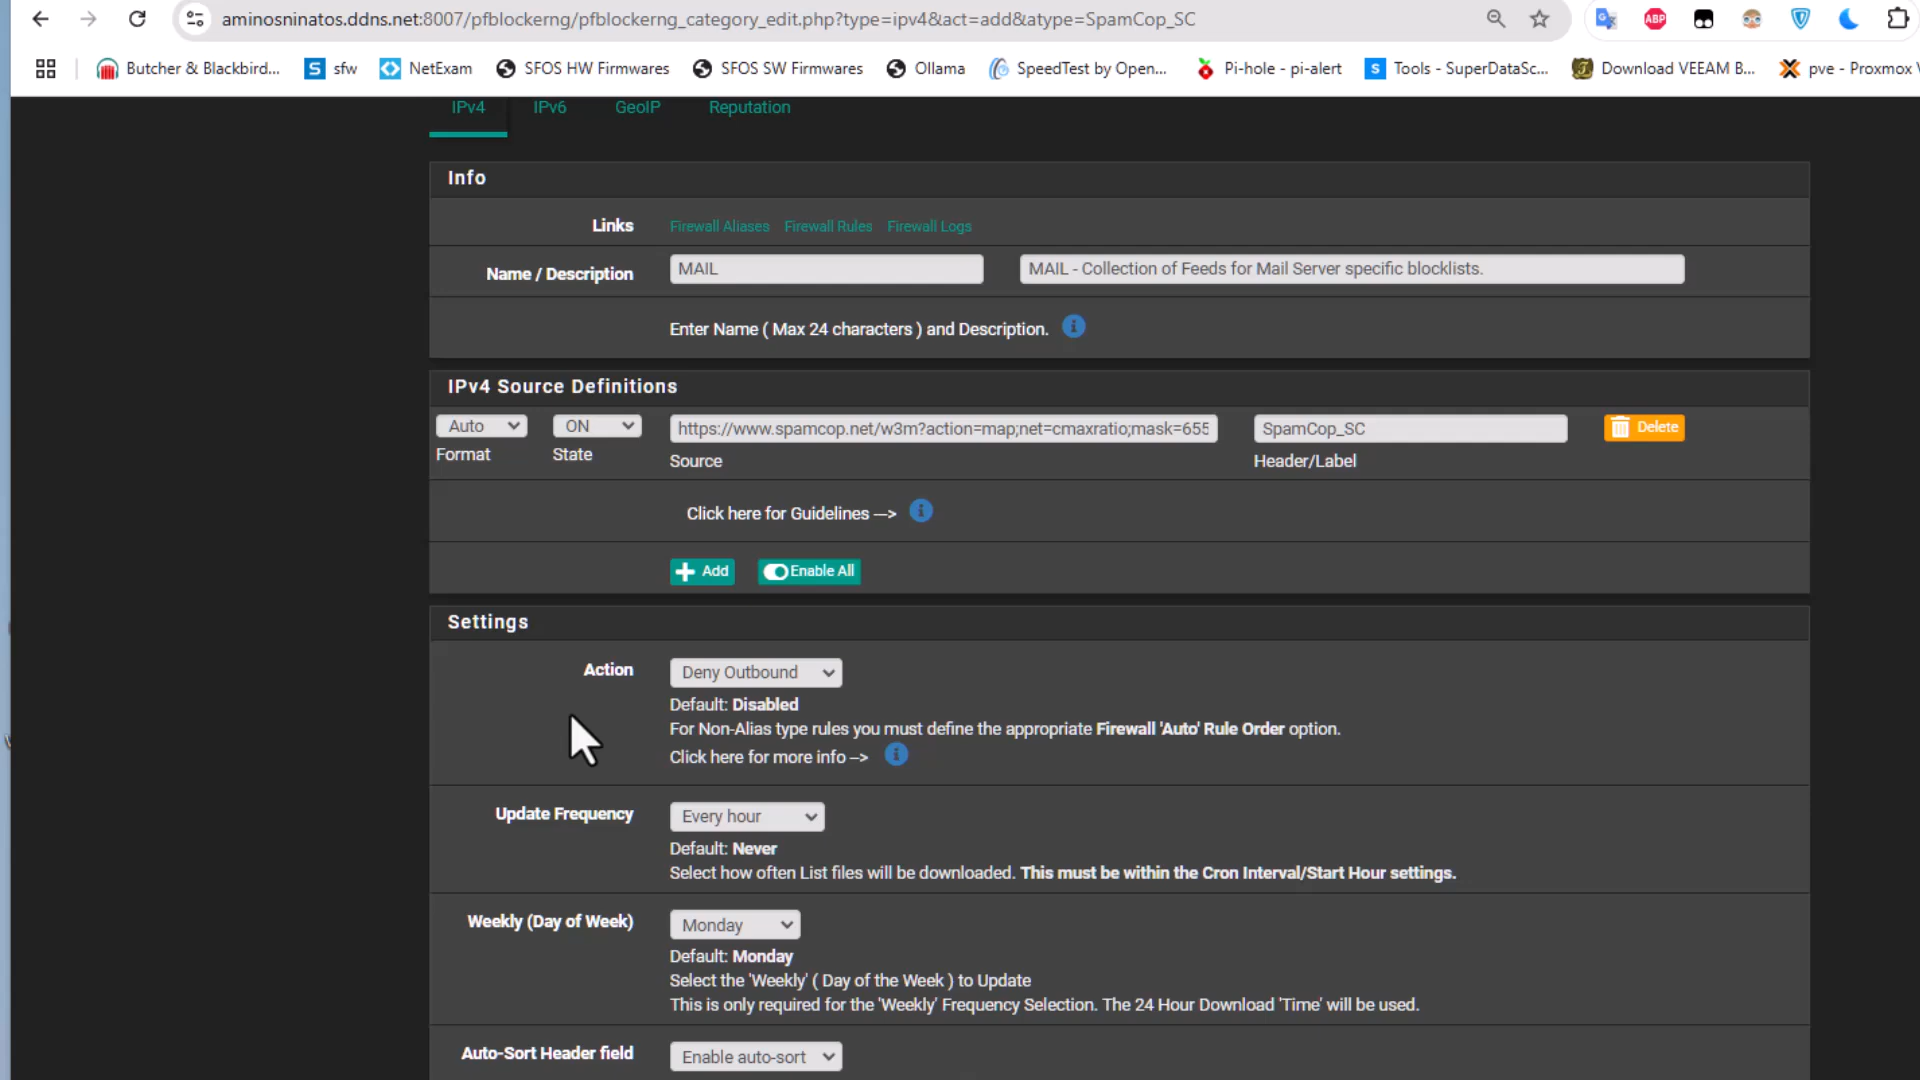 aminosninatos.ddns.net:8007/pfblockerng/pfblockerng_category_edit.php?type=ipv4&act=add&atype=SpamCop_SC
ABP
Butcher & Blackbird...
S sfw
NetExam
SFOS HW Firmwares
SFOS SW Firmwares
Ollama
SpeedTest by Open...
Pi-hole - pi-alert
S Tools - SuperDataSc...
Download VEEAM B...
pve - Proxmox
IPv4 IPv6 GeoIP Reputation
Info
Links Firewall Aliases Firewall Rules Firewall Logs
Name / Description MAIL MAIL - Collection of Feeds for Mail Server specific blocklists.
Enter Name ( Max 24 characters ) and Description.
IPv4 Source Definitions
Auto ON https://www.spamcop.net/w3m?action=map;net=cmaxratio;mask=655 SpamCop_SC Delete
Format State Source Header/Label
Click here for Guidelines —>
Add Enable All
Settings
Action Deny Outbound
Default: Disabled
For Non-Alias type rules you must define the appropriate Firewall 'Auto' Rule Order option.
Click here for more info -->
Update Frequency Every hour
Default: Never
Select how often List files will be downloaded. This must be within the Cron Interval/Start Hour settings.
Weekly (Day of Week) Monday
Default: Monday
Select the 'Weekly' ( Day of the Week ) to Update
This is only required for the 'Weekly' Frequency Selection. The 24 Hour Download 'Time' will be used.
Auto-Sort Header field Enable auto-sort